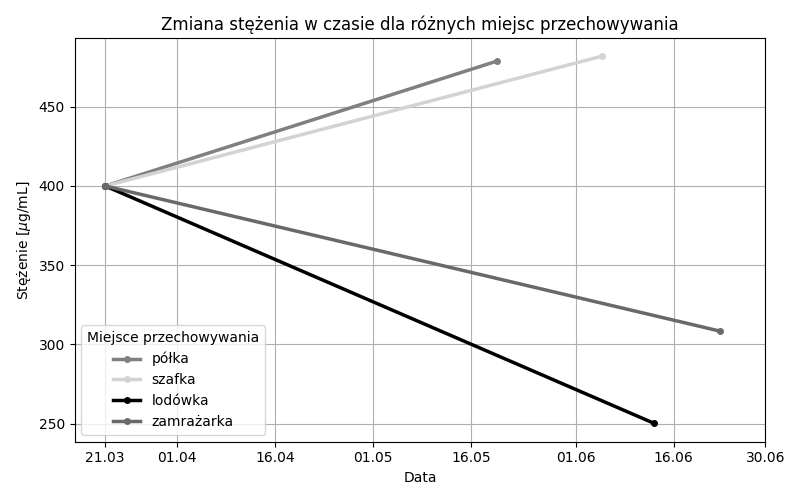 Zmiana stężenia w czasie dla różnych miejsc przechowywania
Stężenie [μg/mL]
450
400
350
300
250
Miejsce przechowywania
półka
szafka
lodówka
zamrażarka
21.03 01.04 16.04 01.05 16.05 01.06 16.06 30.06
Data